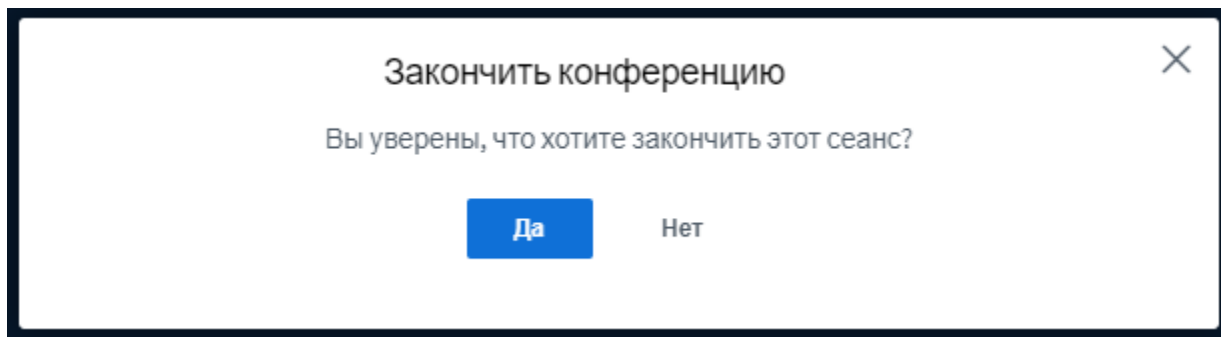 Закончить конференцию
Вы уверены, что хотите закончить этот сеанс?
Да Нет